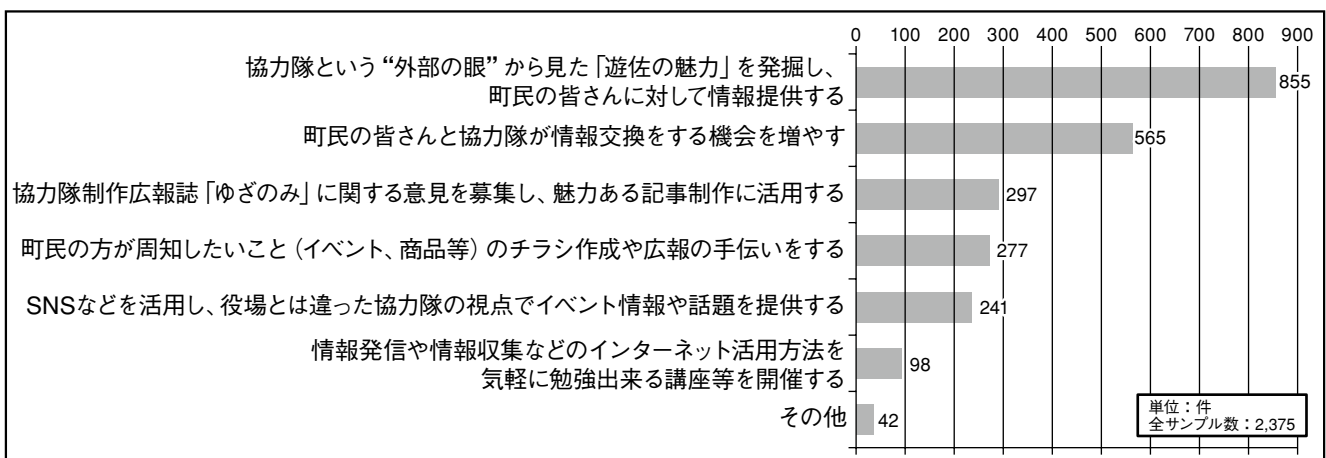 0 100 200 300 400 500 600 700 800 900
協力隊という“外部の眼”から見た「遊佐の魅力」を発掘し、
町民の皆さんに対して情報提供する
855
町民の皆さんと協力隊が情報交換をする機会を増やす
565
協力隊制作広報誌「ゆざのみ」に関する意見を募集し、魅力ある記事制作に活用する
297
町民の方が周知したいこと(イベント、商品等)のチラシ作成や広報の手伝いをする
277
SNSなどを活用し、役場とは違った協力隊の視点でイベント情報や話題を提供する
241
情報発信や情報収集などのインターネット活用方法を
気軽に勉強出来る講座等を開催する
98
その他
42
単位:件
全サンプル数:2,375